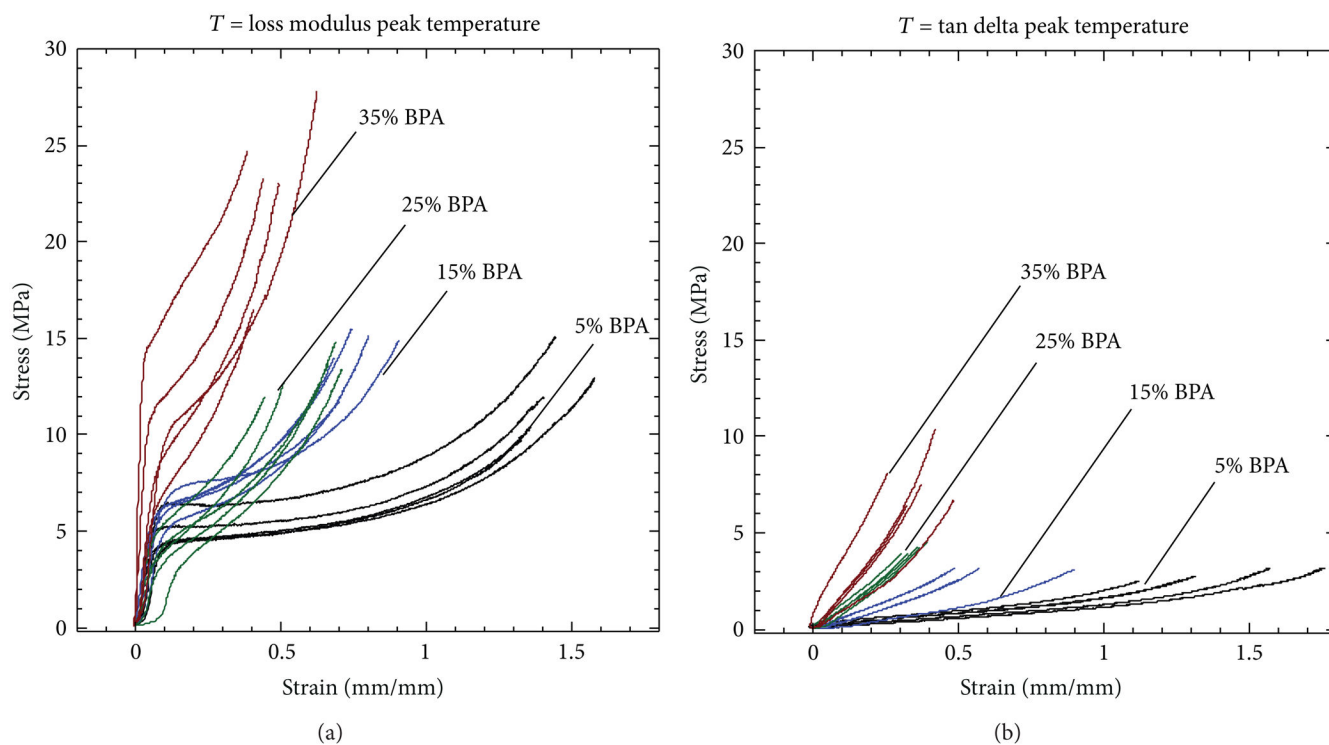 T = loss modulus peak temperature
30
25
20
15
10
5
0
Stress (MPa)
35% BPA
25% BPA
15% BPA
5% BPA
0
0.5
1
1.5
Strain (mm/mm)
(a)
T = tan delta peak temperature
30
25
20
15
10
5
0
Stress (MPa)
35% BPA
25% BPA
15% BPA
5% BPA
0
0.5
1
1.5
Strain (mm/mm)
(b)